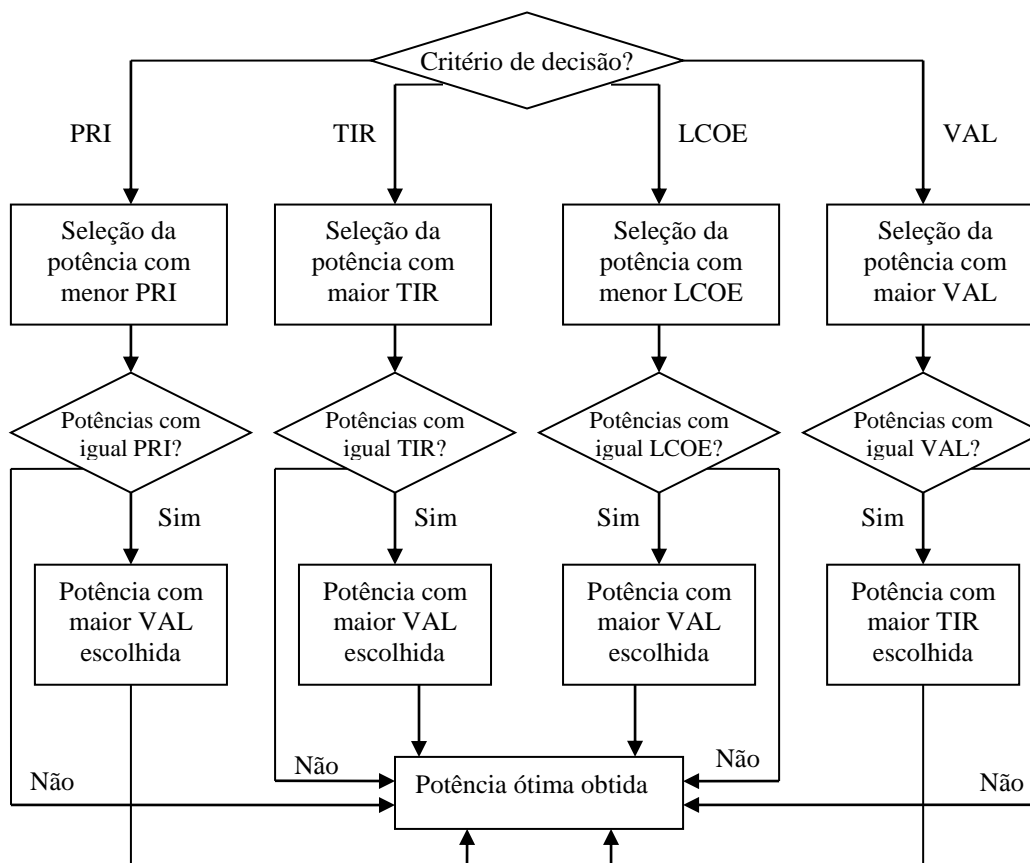 Critério de decisão?
PRI
TIR
LCOE
VAL
Seleção da
potência com
menor PRI
Seleção da
potência com
maior TIR
Seleção da
potência com
menor LCOE
Seleção da
potência com
maior VAL
Potências com
igual PRI?
Potências com
igual TIR?
Potências com
igual LCOE?
Potências com
igual VAL?
Sim
Sim
Sim
Sim
Potência com
maior VAL
escolhida
Potência com
maior VAL
escolhida
Potência com
maior VAL
escolhida
Potência com
maior TIR
escolhida
Não
Não
Potência ótima obtida
Não
Não